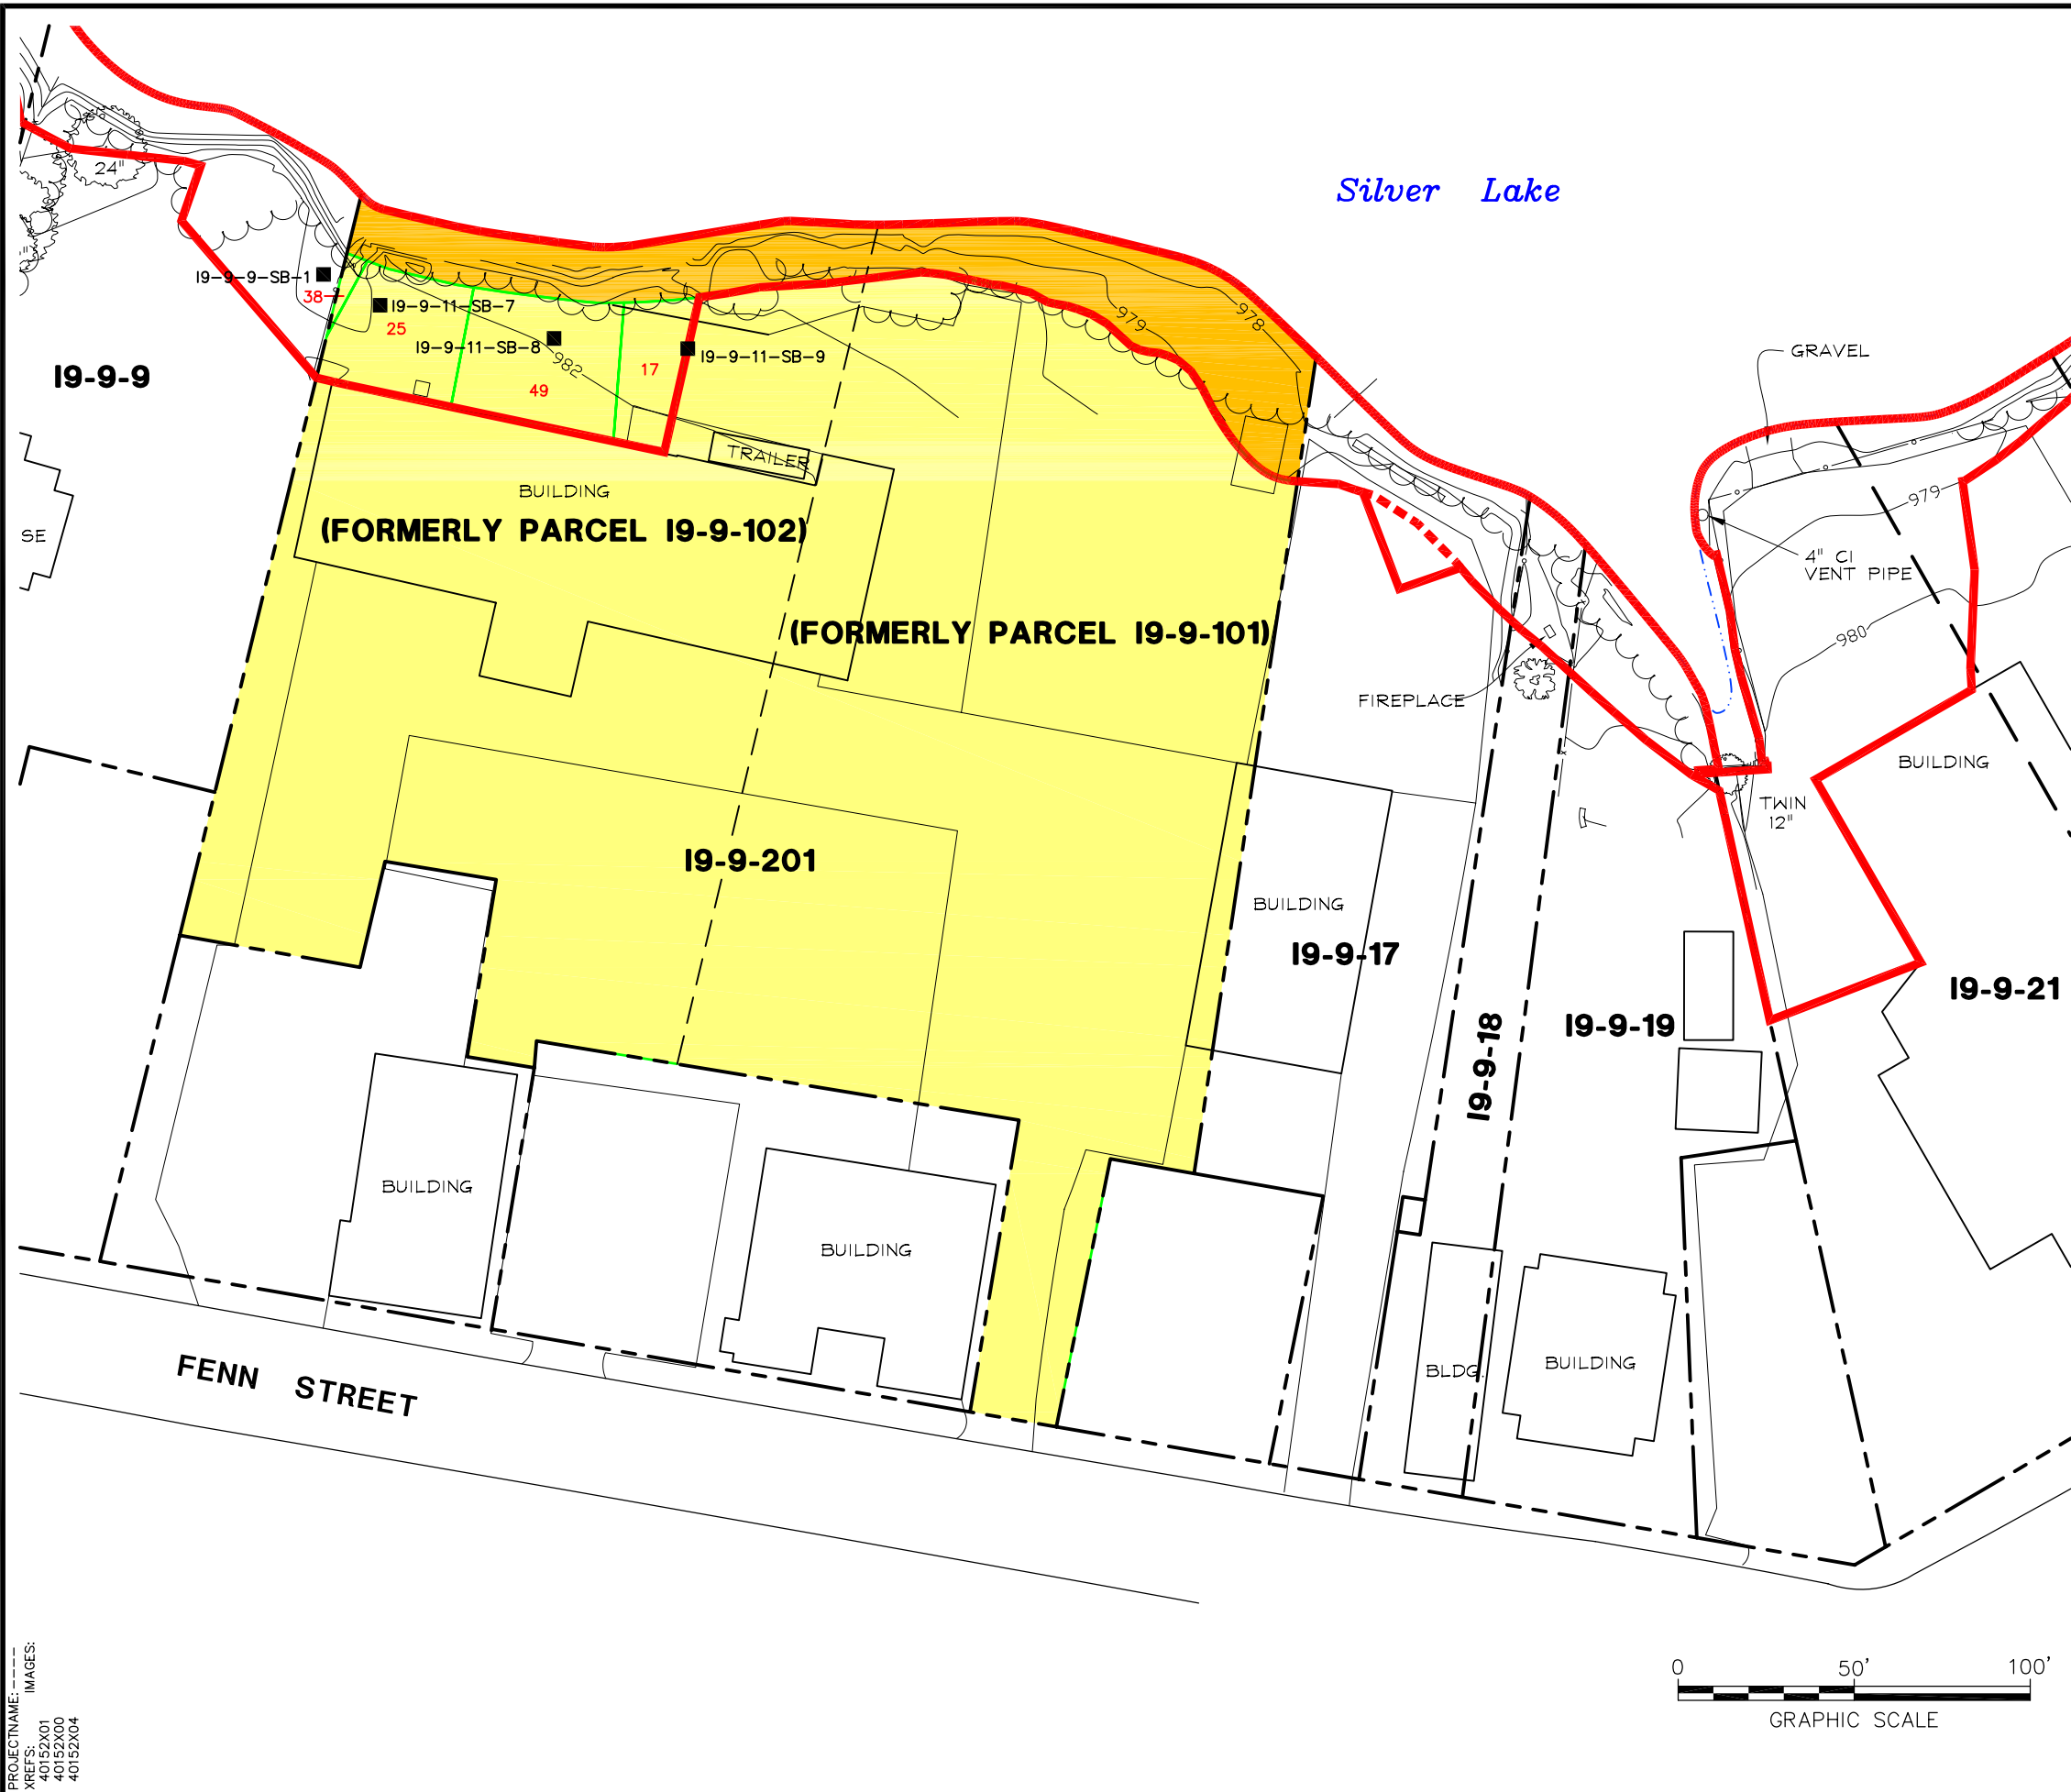 Silver Lake
24"
I9-9-9-SB-1
38
I9-9-11-SB-7
25
I9-9-11-SB-8
982
49
17
I9-9-11-SB-9
979
978
GRAVEL
I9-9-9
TRAILER
BUILDING
(FORMERLY PARCEL I9-9-102)
SE
979
4" CI
VENT PIPE
(FORMERLY PARCEL I9-9-101)
980
FIREPLACE
BUILDING
TWIN
12"
I9-9-201
BUILDING
I9-9-17
I9-9-18
I9-9-19
I9-9-21
BUILDING
BUILDING
BLDG.
BUILDING
FENN STREET
0 50' 100'
GRAPHIC SCALE
PROJECTNAME: ----
XREFS: IMAGES:
40152X01
40152X00
40152X04